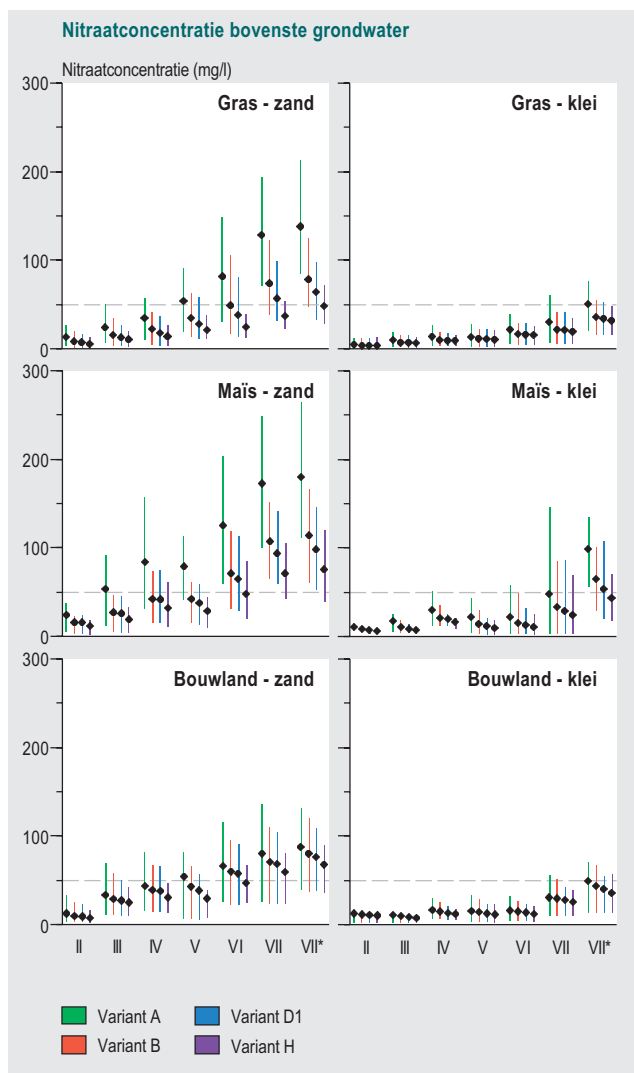 Nitraatconcentratie bovenste grondwater
Nitraatconcentratie (mg/l)
300
200
100
0
Gras - zand
Gras - klei
300
200
100
0
Maïs - zand
Maïs - klei
300
200
100
0
Bouwland - zand
Bouwland - klei
II III IV V VI VII VII*
II III IV V VI VII VII*
Variant A
Variant D1
Variant B
Variant H